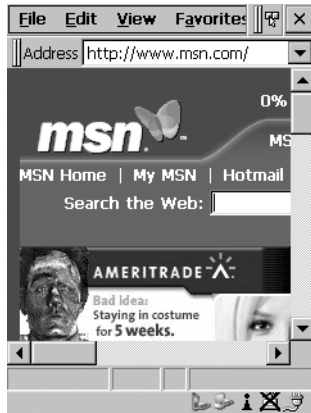 File Edit View Favorites
Address http://www.msn.com/
0%
msn
MS
MSN Home | My MSN | Hotmail
Search the Web:
AMERITRADE
Bad idea:
Staying in costume
for 5 weeks.